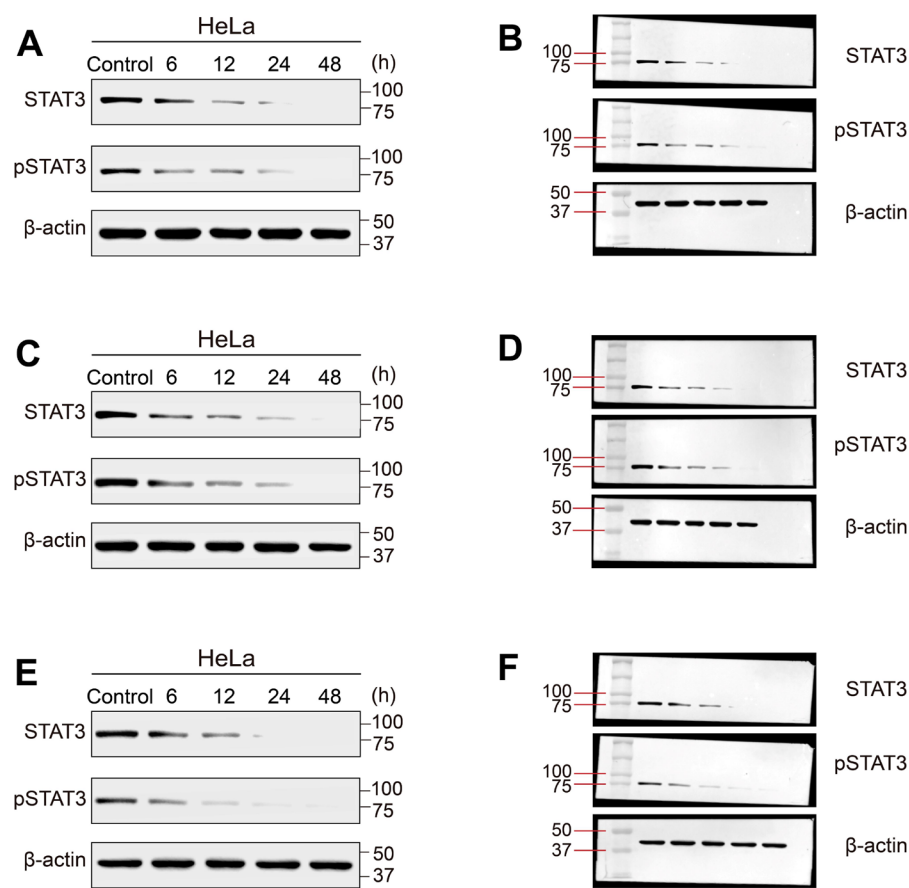 A
HeLa
Control 6 12 24 48 (h)
STAT3
100
75
pSTAT3
100
75
β-actin
50
37
B
100
75
STAT3
100
75
pSTAT3
50
37
β-actin
C
HeLa
Control 6 12 24 48 (h)
STAT3
100
75
pSTAT3
100
75
β-actin
50
37
D
100
75
STAT3
100
75
pSTAT3
50
37
β-actin
E
HeLa
Control 6 12 24 48 (h)
STAT3
100
75
pSTAT3
100
75
β-actin
50
37
F
100
75
STAT3
100
75
pSTAT3
50
37
β-actin